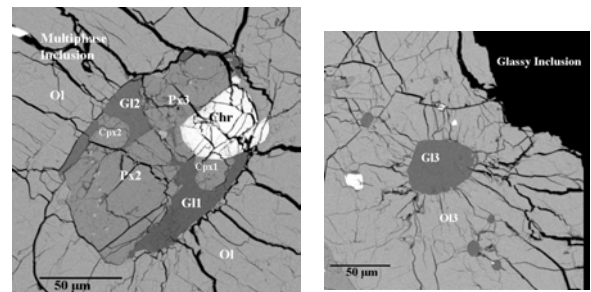 Multiphase
Inclusion
Ol
Gl2
Px3
Chr
Cpx2
Cpx1
Px2
Gl1
Ol
50 µm
Glassy Inclusion
Gl3
Ol3
50 µm